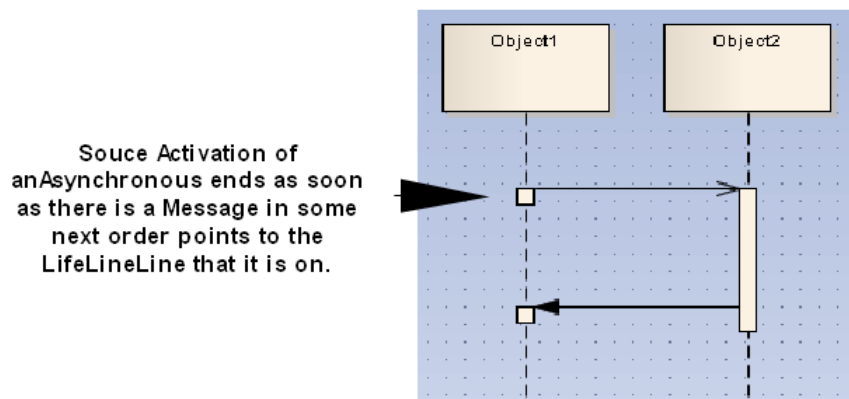 Object1
Object2
Souce Activation of
anAsynchronous ends as soon
as there is a Message in some
next order points to the
LifeLineLine that it is on.